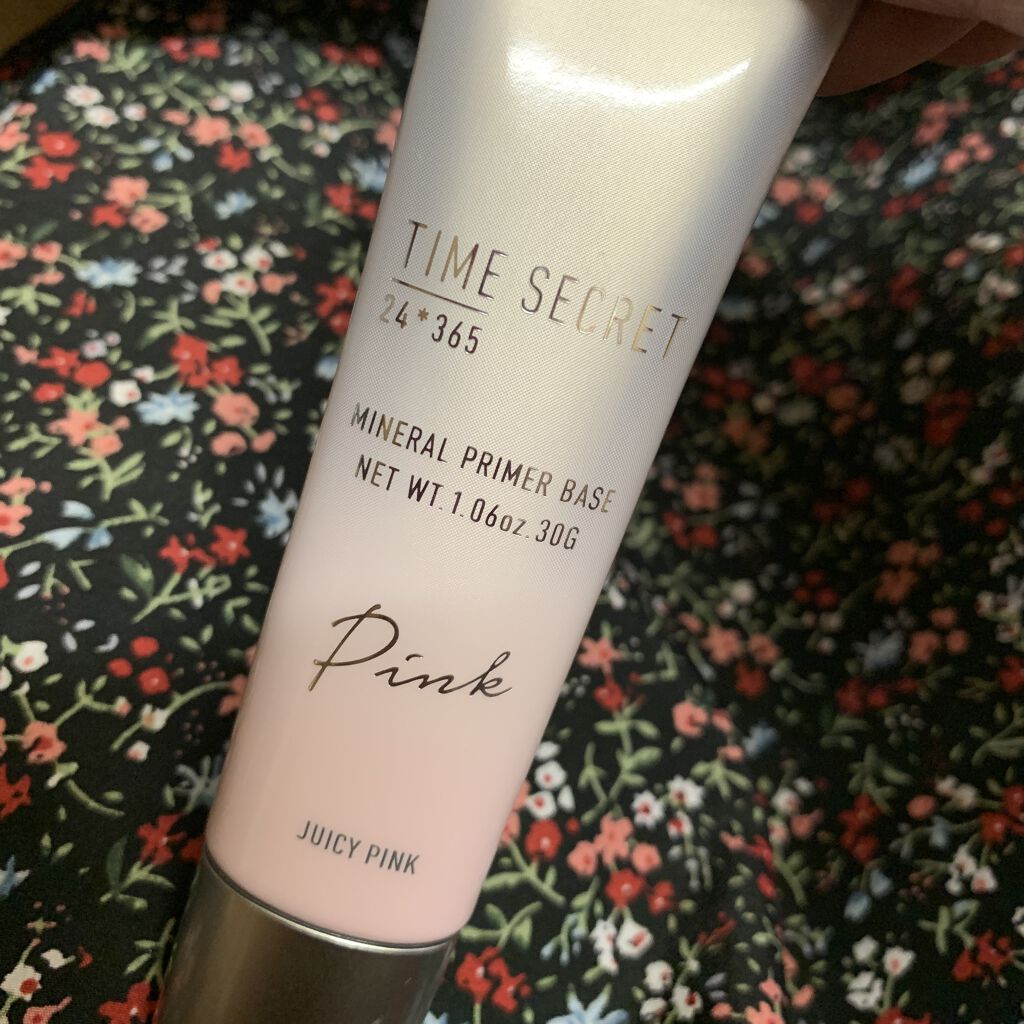 TIME SECRET
24*365
MINERAL PRIMER BASE
NET WT.1.06oz.30G
Pink
JUICY PINK